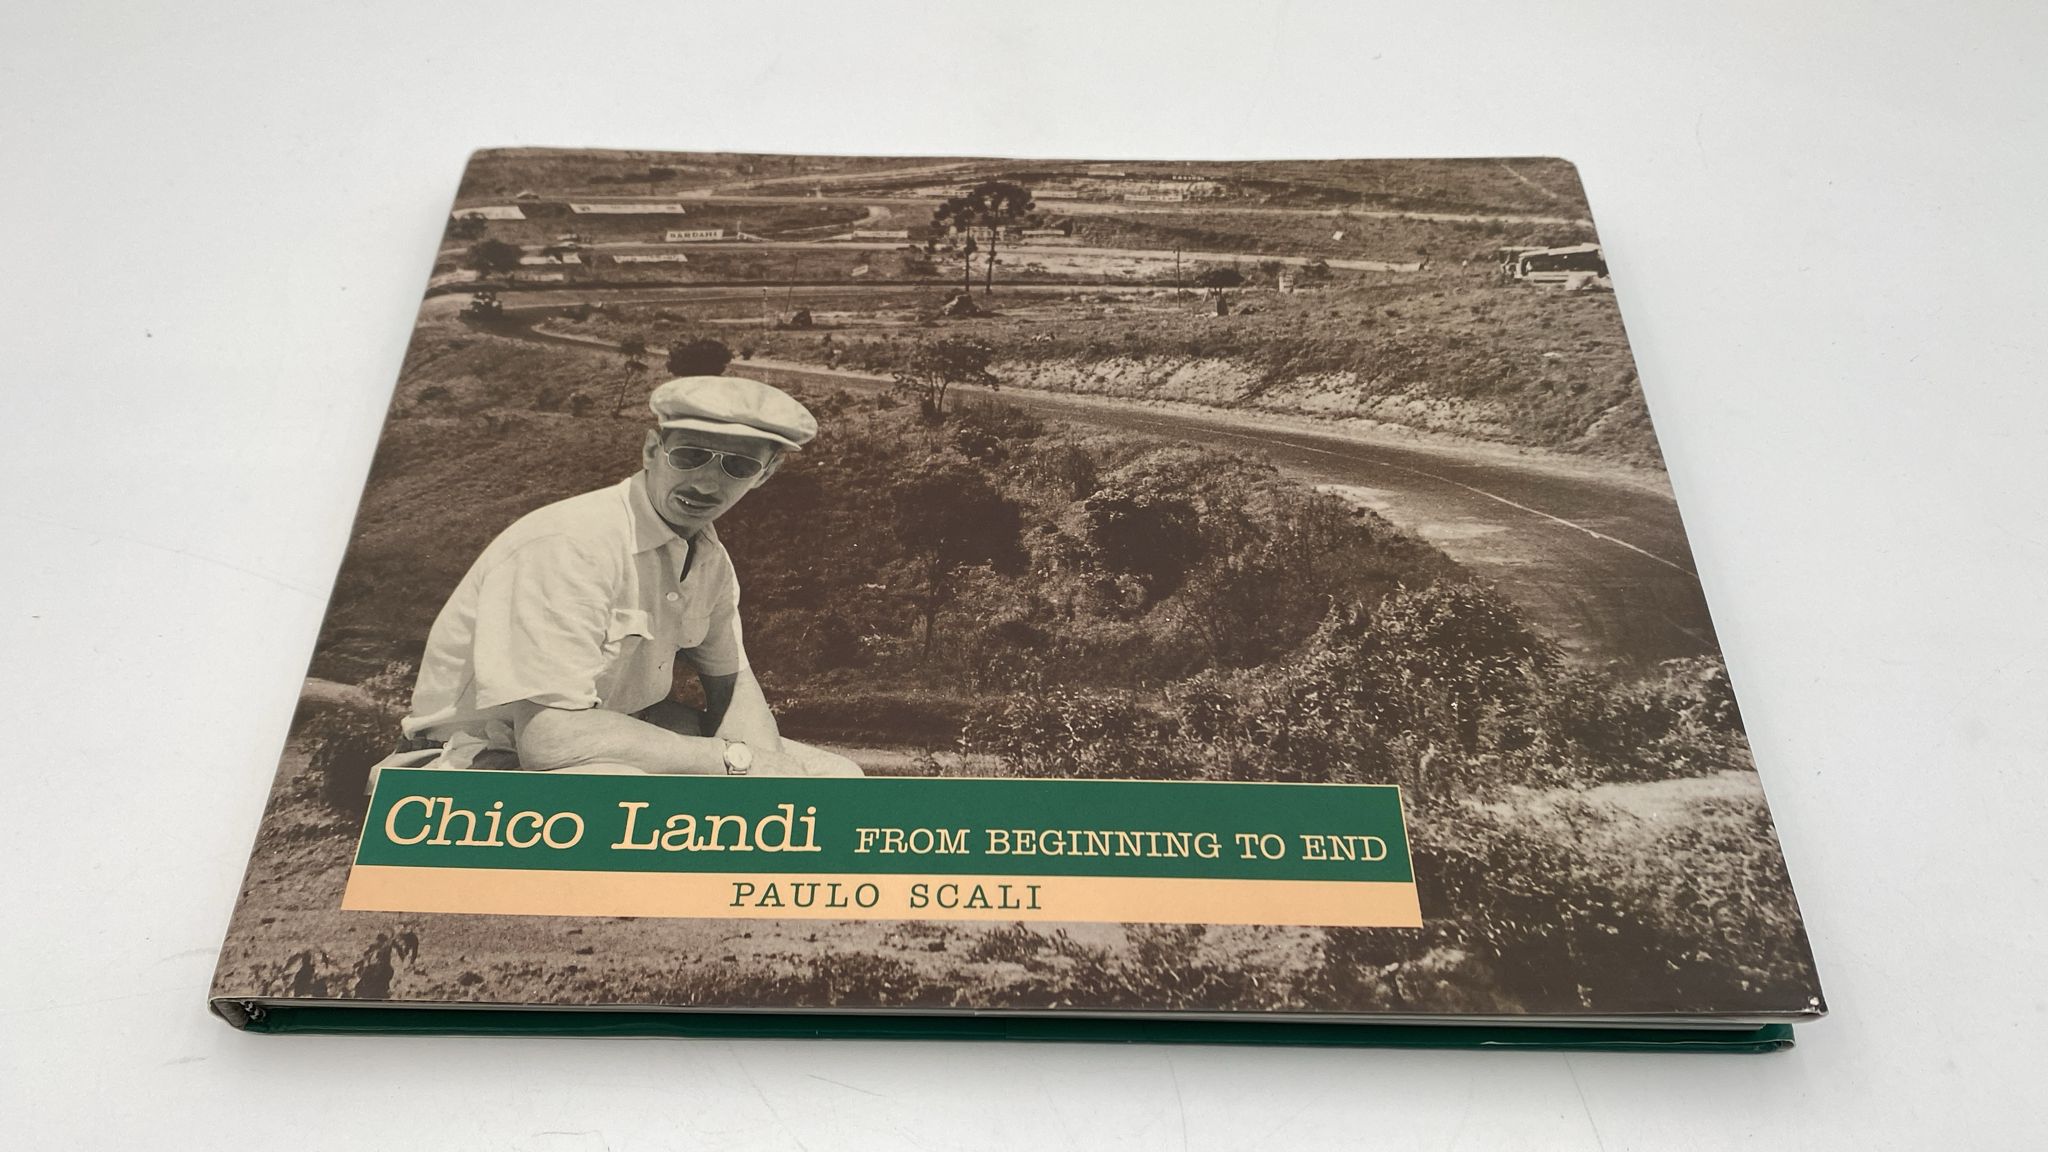 Chico Landi FROM BEGINNING TO END
PAULO SCALI